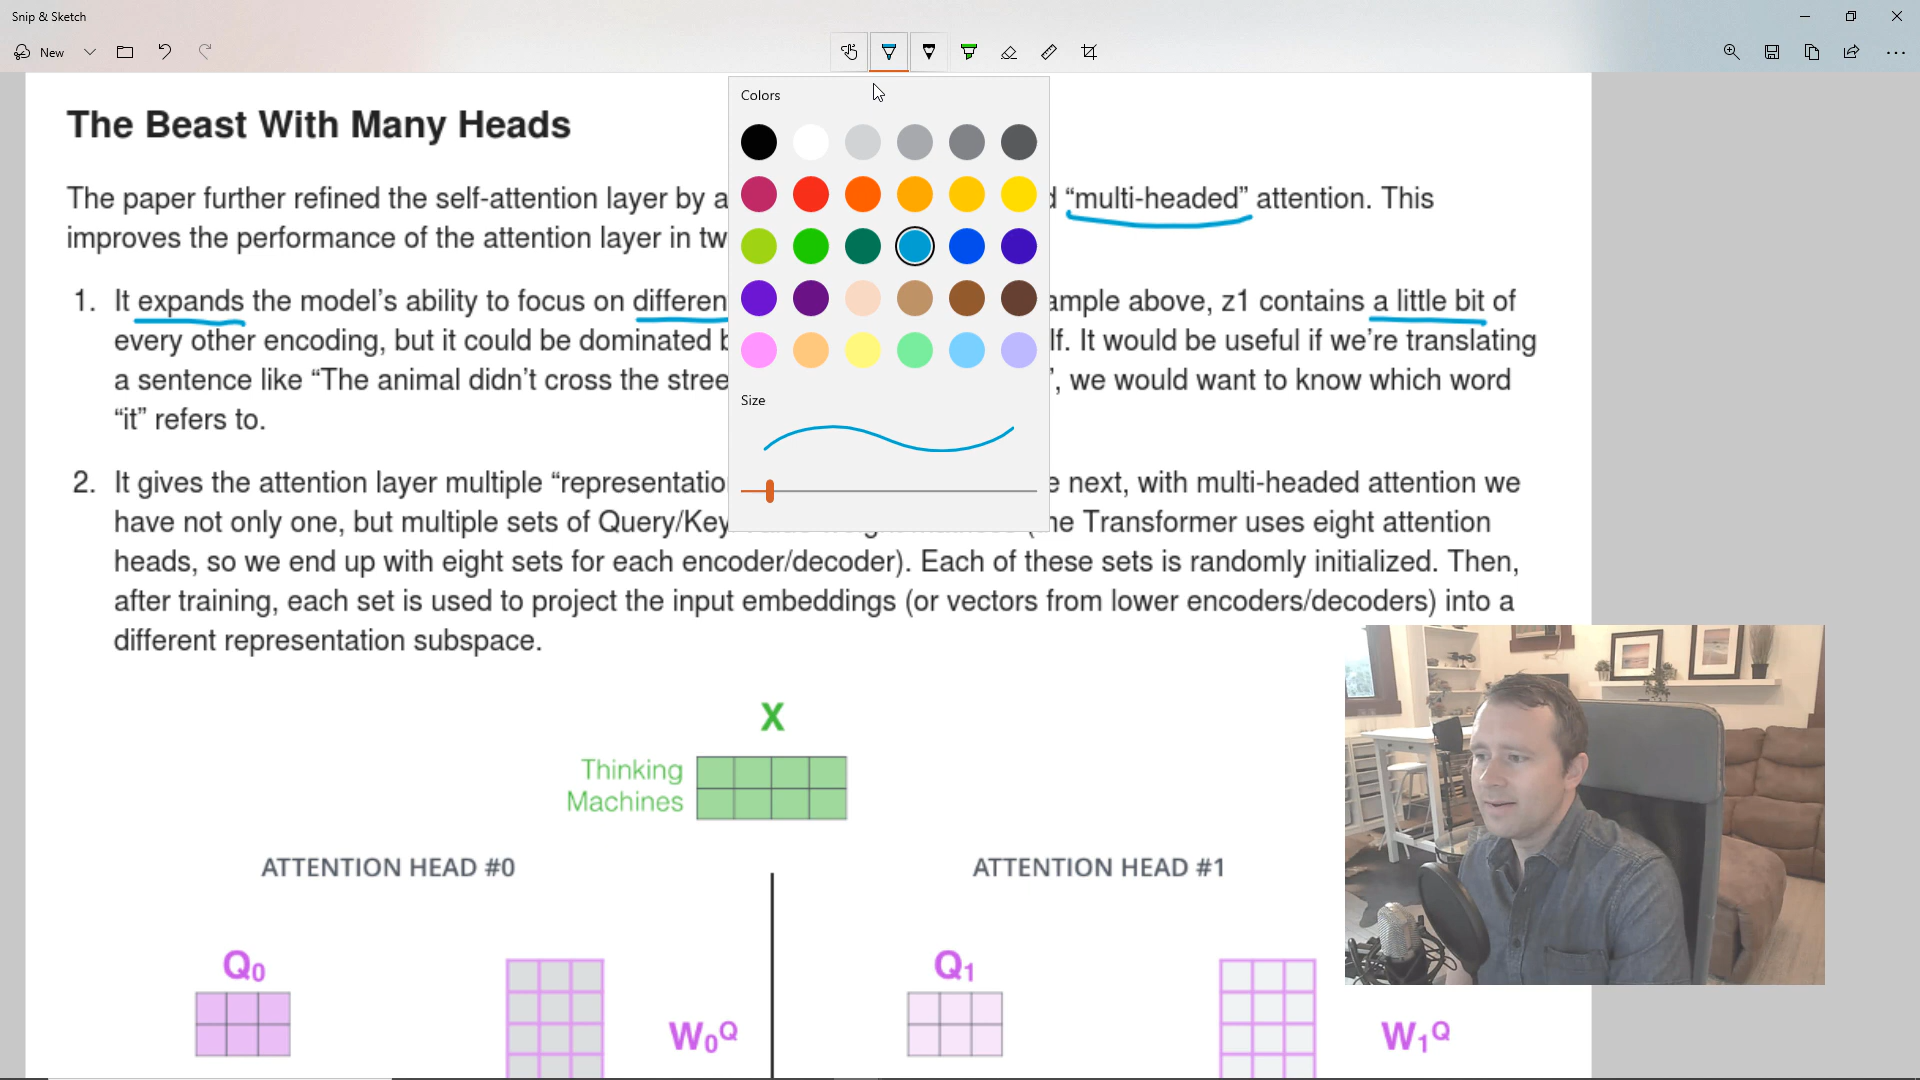 Snip & Sketch
New
Colors
The Beast With Many Heads
The paper further refined the self-attention layer by a “multi-headed” attention. This
improves the performance of the attention layer in tw
1. It expands the model’s ability to focus on differen ample above, z1 contains a little bit of
every other encoding, but it could be dominated b lf. It would be useful if we’re translating
a sentence like “The animal didn’t cross the stree ”, we would want to know which word
“it” refers to.
Size
2. It gives the attention layer multiple “representatio e next, with multi-headed attention we
have not only one, but multiple sets of Query/Key he Transformer uses eight attention
heads, so we end up with eight sets for each encoder/decoder). Each of these sets is randomly initialized. Then,
after training, each set is used to project the input embeddings (or vectors from lower encoders/decoders) into a
different representation subspace.
X
Thinking
Machines
ATTENTION HEAD #0 ATTENTION HEAD #1
Q0 Q1
W0Q W1Q